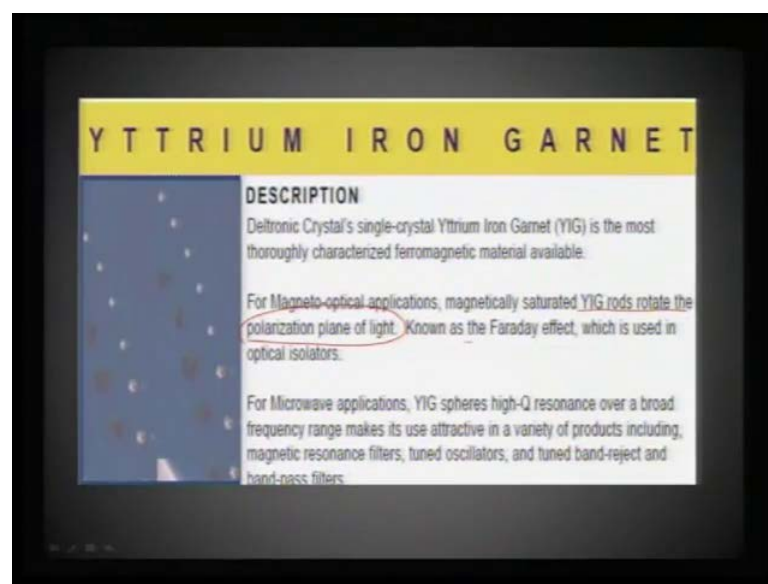 YTTRIUM IRON GARNET
DESCRIPTION
Deltronic Crystal's single-crystal Yttrium Iron Garnet (YIG) is the most
thoroughly characterized ferromagnetic material available.
For Magneto-optical applications, magnetically saturated YIG rods rotate the
polarization plane of light. Known as the Faraday effect, which is used in
optical isolators.
For Microwave applications, YIG spheres high-Q resonance over a broad
frequency range makes its use attractive in a variety of products including,
magnetic resonance filters, tuned oscillators, and tuned band-reject and
band-pass filters.